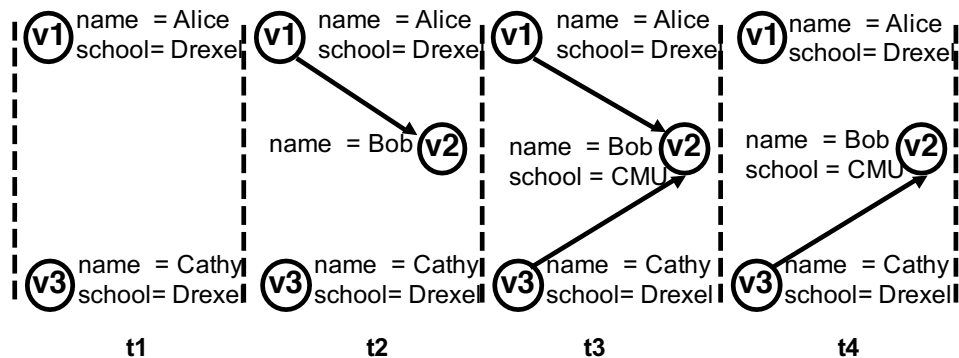 v1 name = Alice
school= Drexel
v3 name = Cathy
school= Drexel
t1
v1 name = Alice
school= Drexel
name = Bob v2
v3 name = Cathy
school= Drexel
t2
v1 name = Alice
school= Drexel
name = Bob v2
school = CMU
v3 name = Cathy
school= Drexel
t3
v1 name = Alice
school= Drexel
name = Bob v2
school = CMU
v3 name = Cathy
school= Drexel
t4